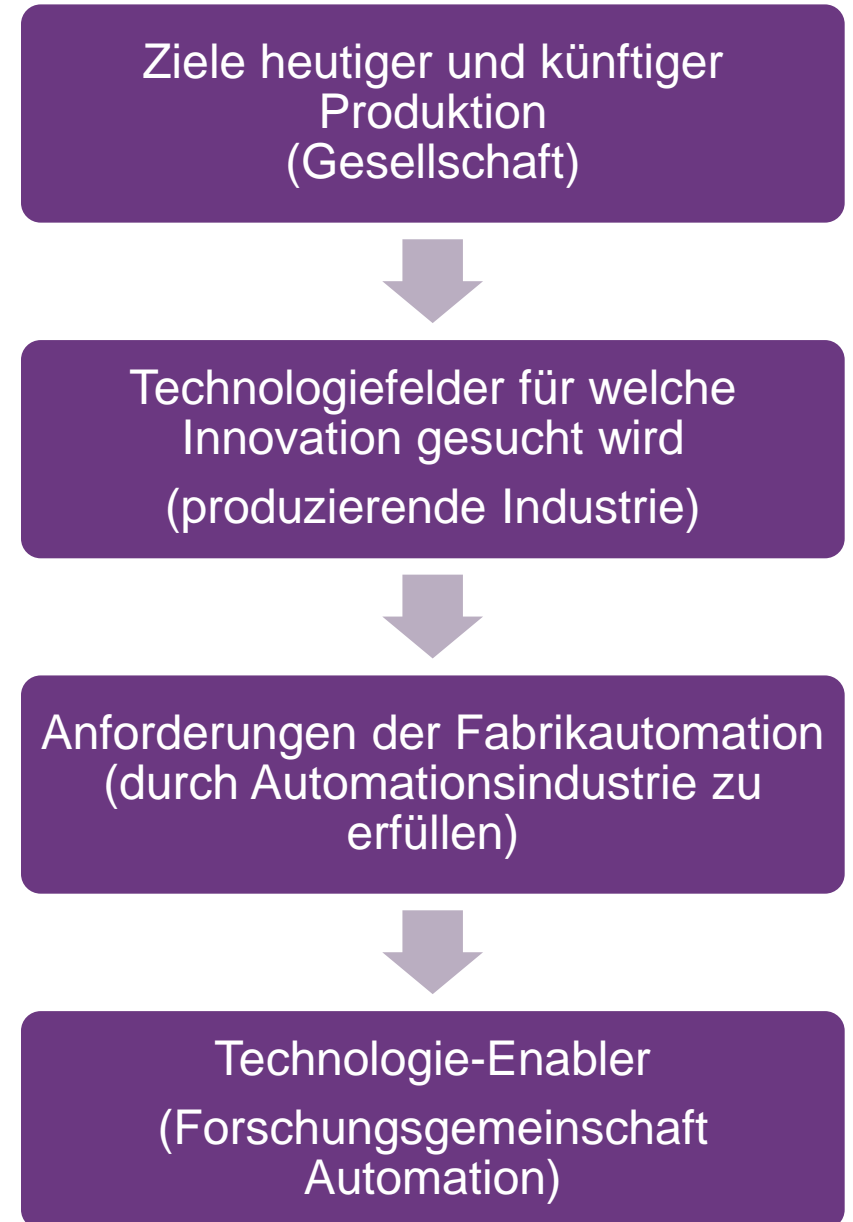 Ziele heutiger und künftiger
Produktion
(Gesellschaft)
Technologiefelder für welche
Innovation gesucht wird
(produzierende Industrie)
Anforderungen der Fabrikautomation
(durch Automationsindustrie zu
erfüllen)
Technologie-Enabler
(Forschungsgemeinschaft
Automation)